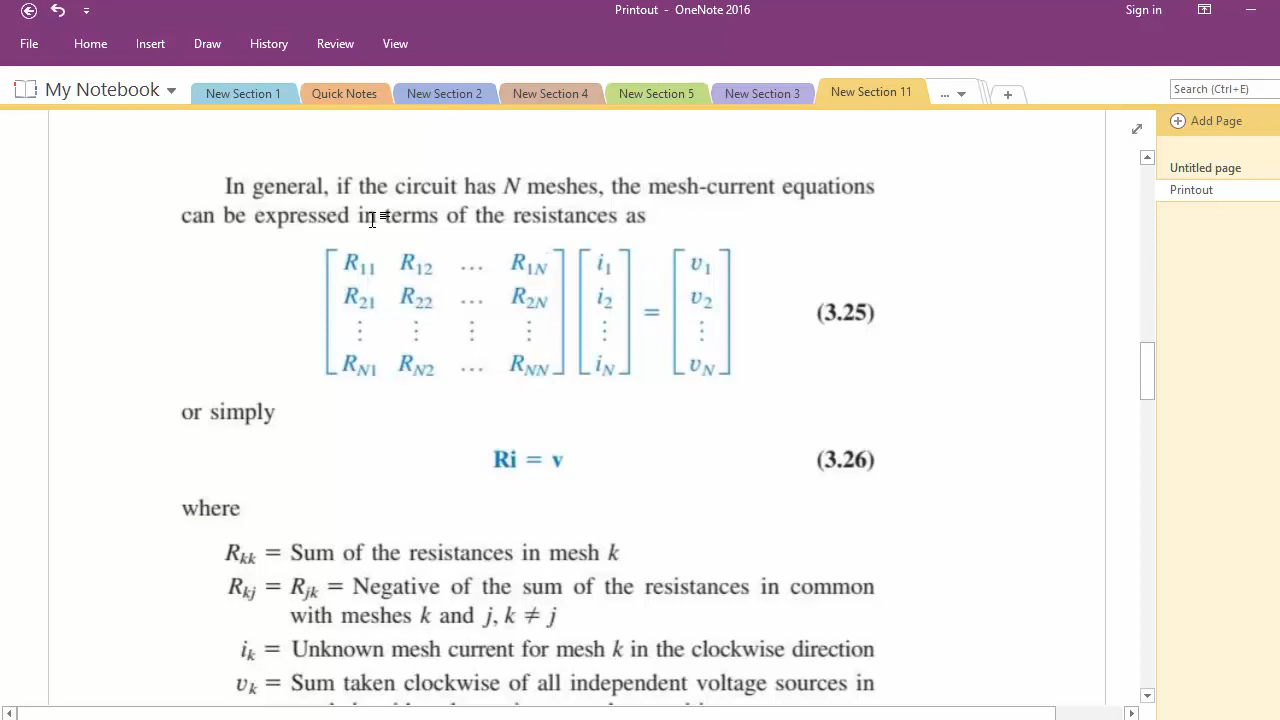 Printout - OneNote 2016
Sign in
File Home Insert Draw History Review View
My Notebook New Section 1 Quick Notes New Section 2 New Section 4 New Section 5 New Section 3 New Section 11 ...
Search (Ctrl+E)
Add Page
Untitled page
Printout
In general, if the circuit has N meshes, the mesh-current equations
can be expressed in terms of the resistances as
R11 R12 … R1N i1 v1
R21 R22 … R2N i2 v2
= (3.25)
⋮ ⋮ ⋮ ⋮ ⋮ ⋮
RN1 RN2 … RNN iN vN
or simply
Ri = v (3.26)
where
Rkk = Sum of the resistances in mesh k
Rkj = Rjk = Negative of the sum of the resistances in common
with meshes k and j, k ≠ j
ik = Unknown mesh current for mesh k in the clockwise direction
vk = Sum taken clockwise of all independent voltage sources in